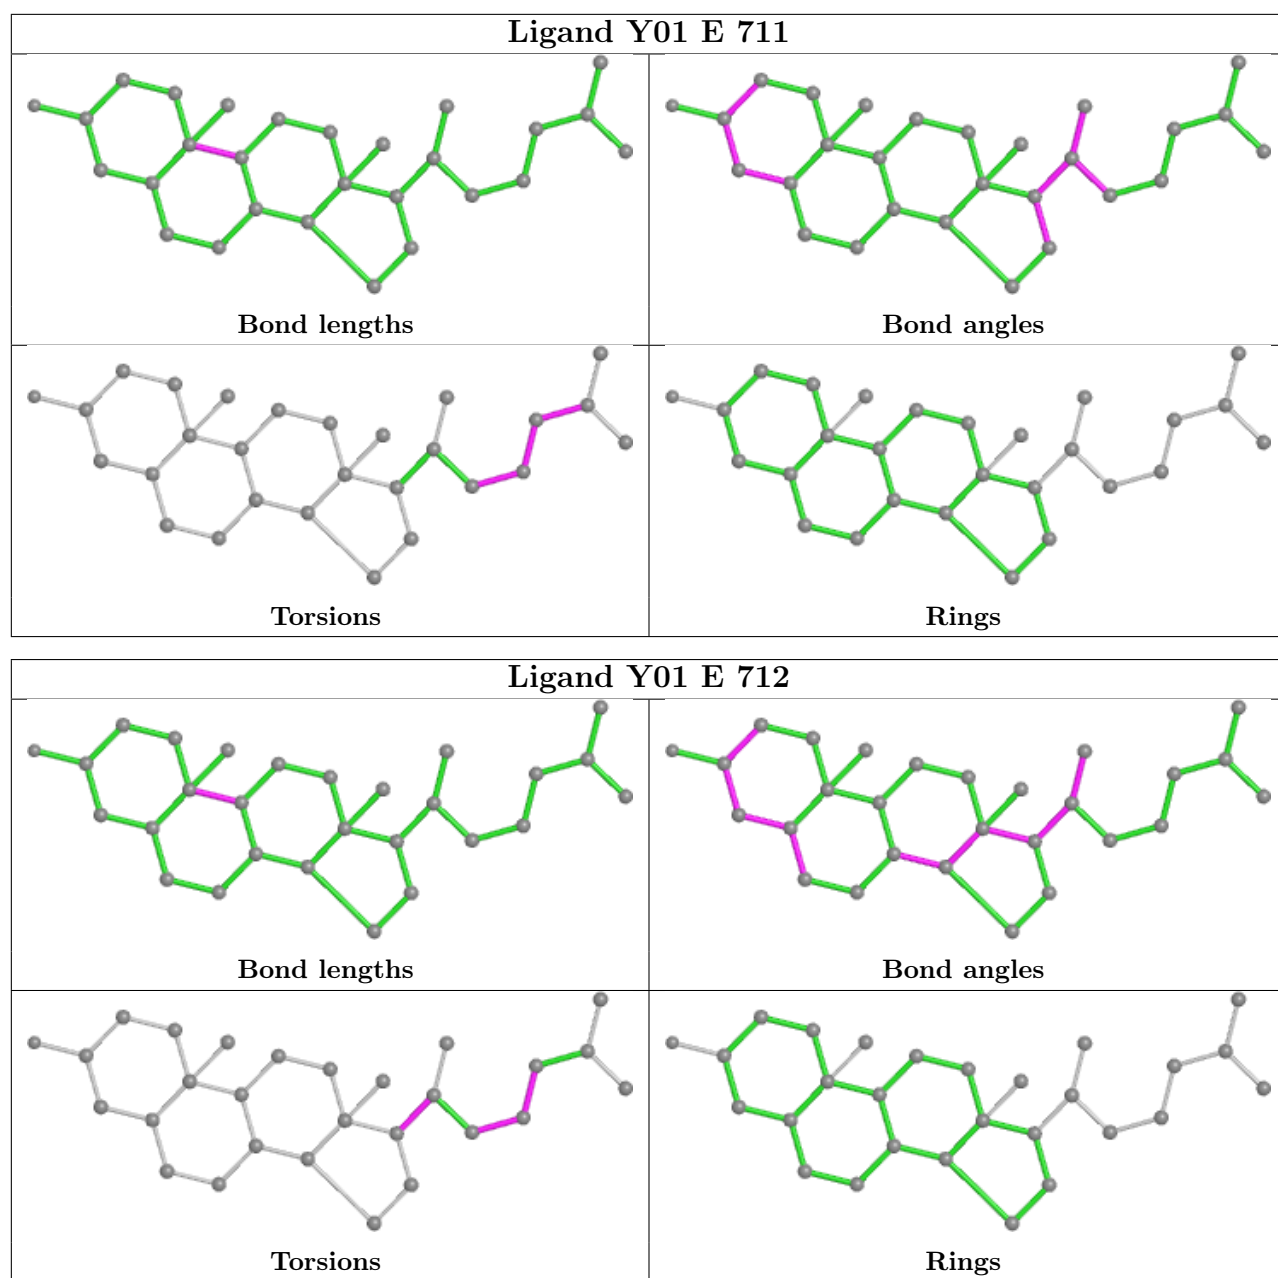 Ligand Y01 E 711
Bond lengths
Bond angles
Torsions
Rings
Ligand Y01 E 712
Bond lengths
Bond angles
Torsions
Rings